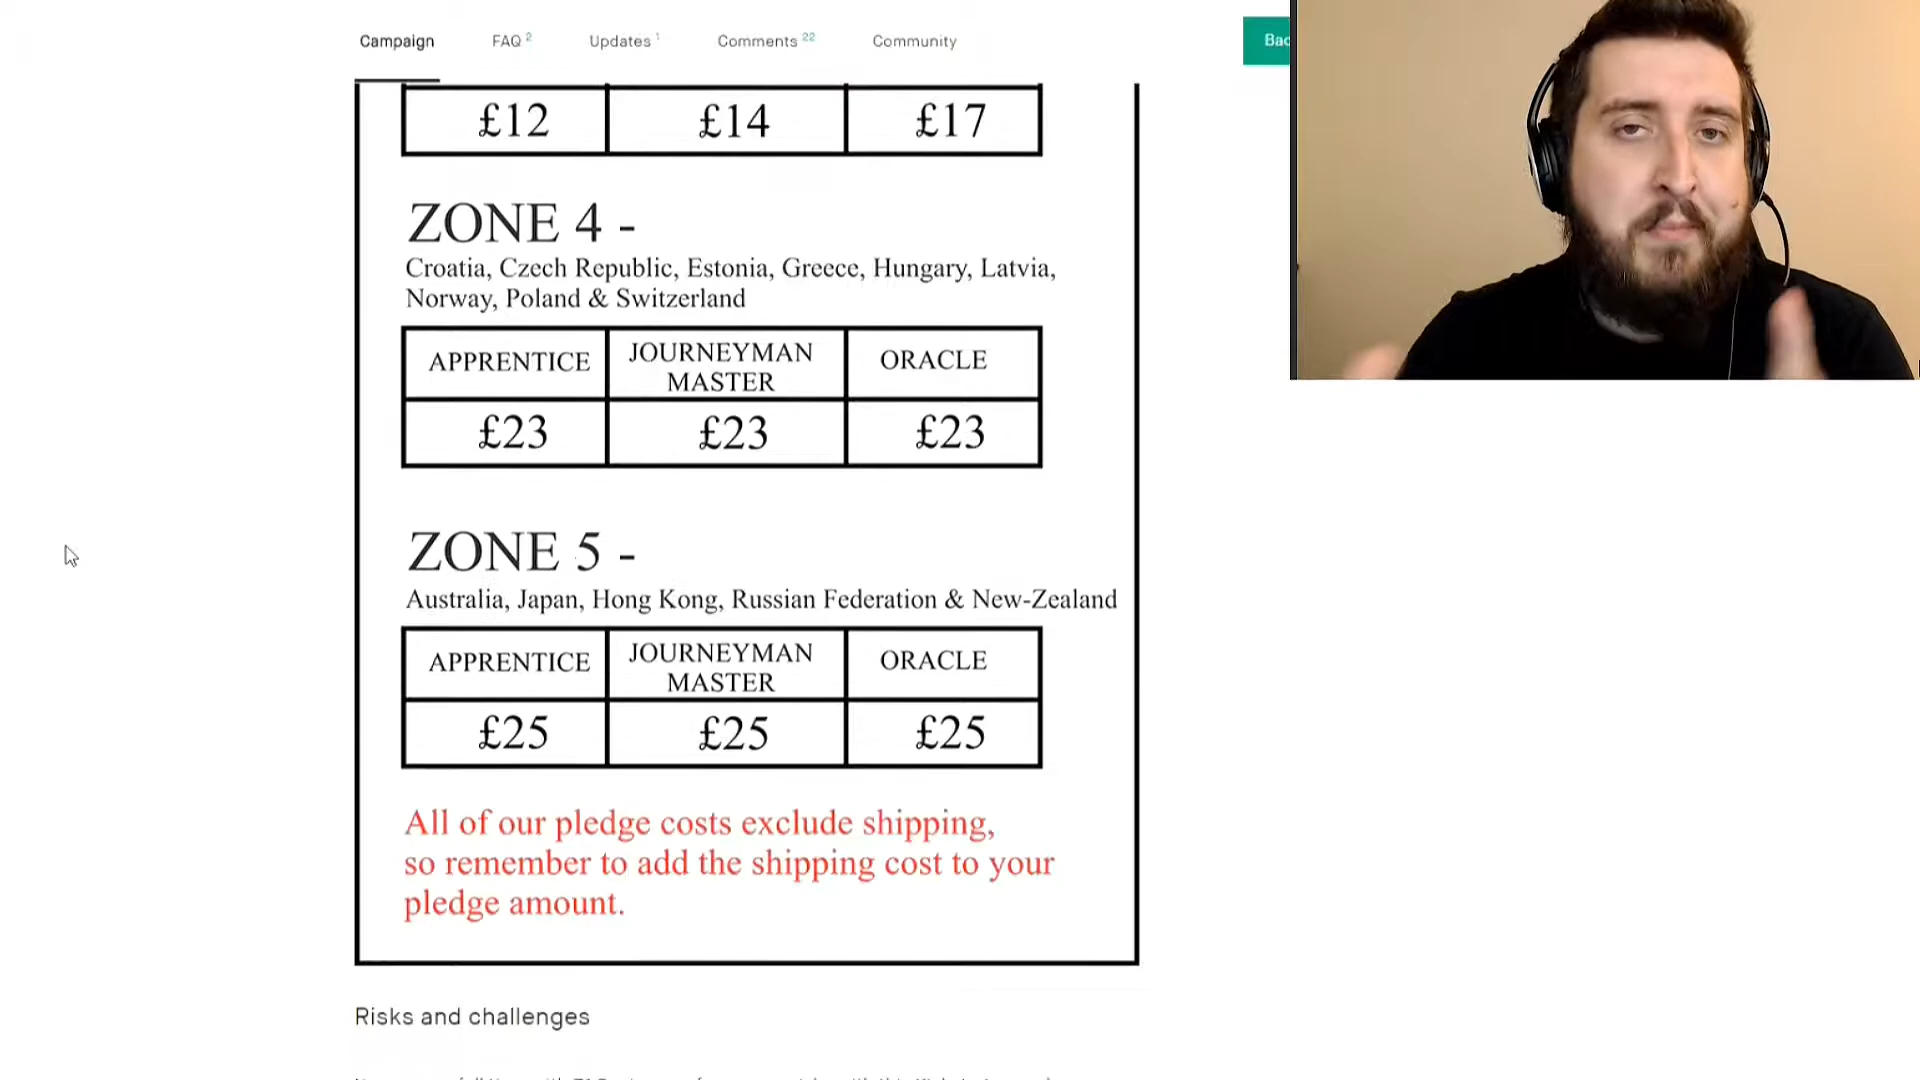 Campaign FAQ 2 Updates 1 Comments 22 Community
£12 £14 £17
ZONE 4 -
Croatia, Czech Republic, Estonia, Greece, Hungary, Latvia,
Norway, Poland & Switzerland
APPRENTICE JOURNEYMAN MASTER ORACLE
£23 £23 £23
ZONE 5 -
Australia, Japan, Hong Kong, Russian Federation & New-Zealand
APPRENTICE JOURNEYMAN MASTER ORACLE
£25 £25 £25
All of our pledge costs exclude shipping,
so remember to add the shipping cost to your
pledge amount.
Risks and challenges